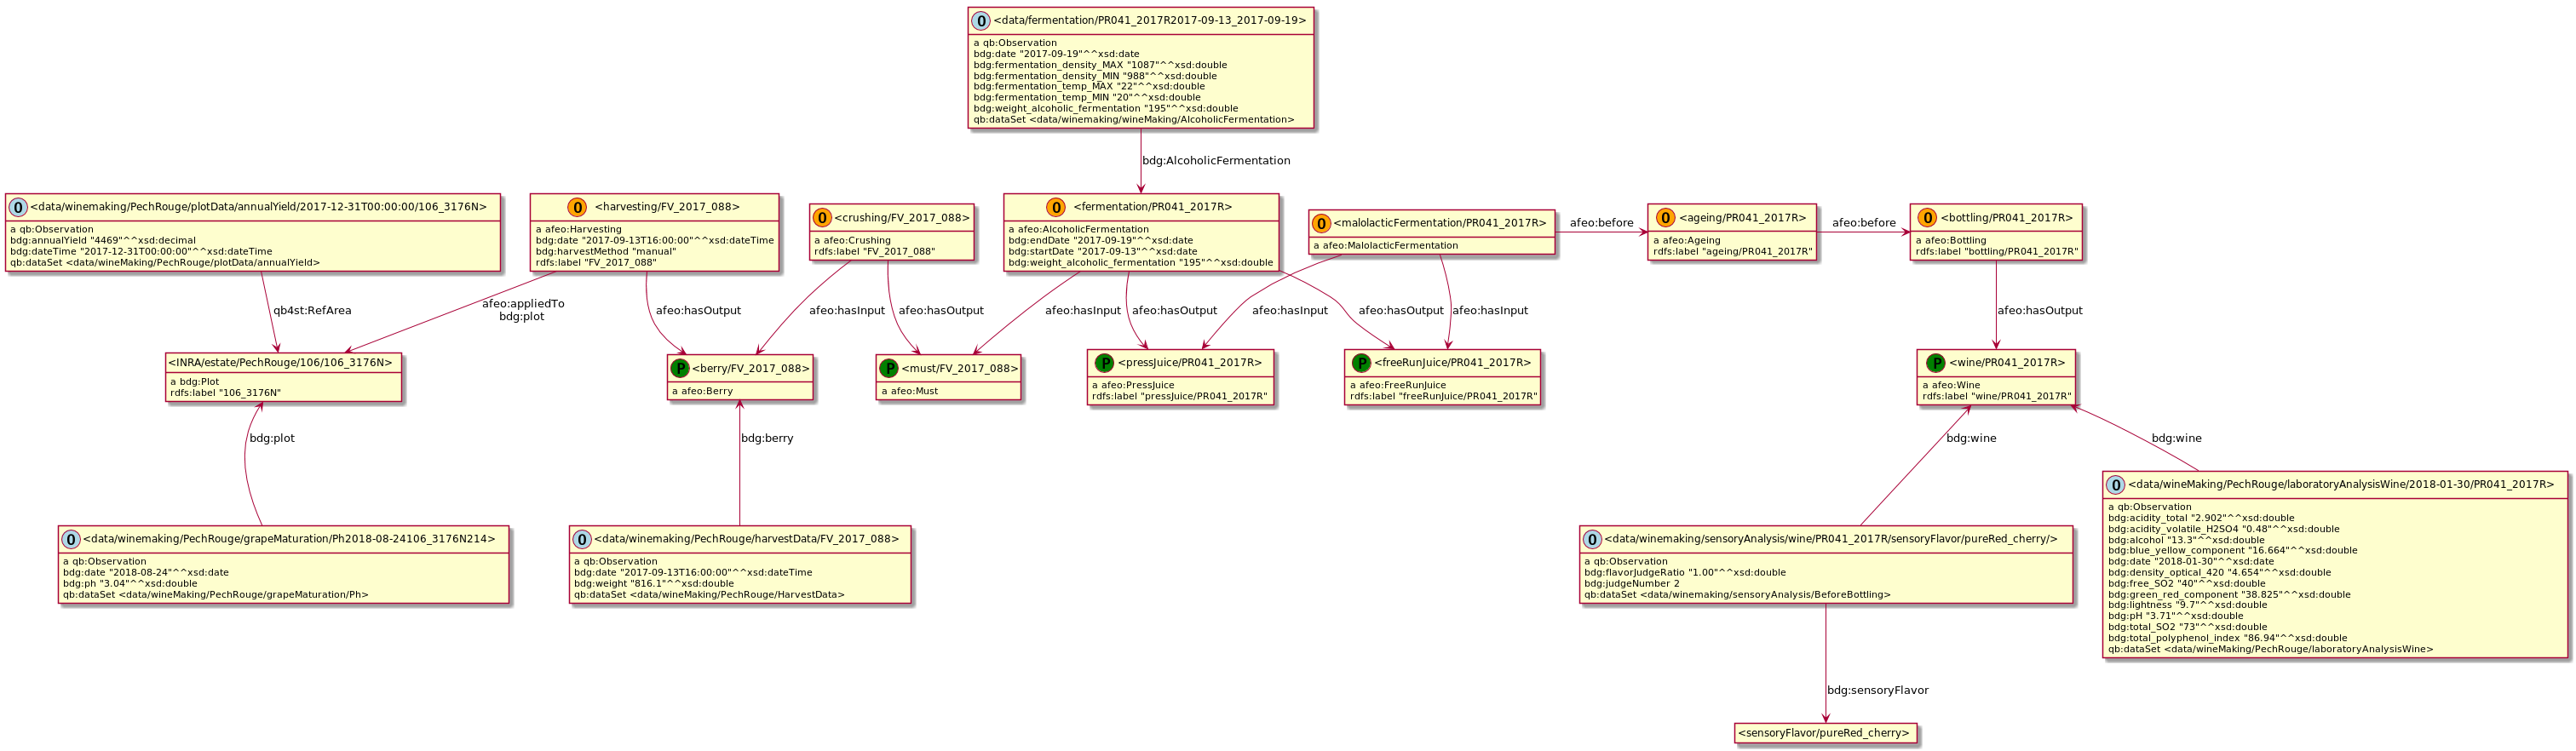 O <data/fermentation/PR041_2017R2017-09-13_2017-09-19>
a qb:Observation
bdg:date "2017-09-19"^^xsd:date
bdg:fermentation_density_MAX "1087"^^xsd:double
bdg:fermentation_density_MIN "988"^^xsd:double
bdg:fermentation_temp_MAX "22"^^xsd:double
bdg:fermentation_temp_MIN "20"^^xsd:double
bdg:weight_alcoholic_fermentation "195"^^xsd:double
qb:dataSet <data/winemaking/wineMaking/AlcoholicFermentation>
bdg:AlcoholicFermentation
O <data/winemaking/PechRouge/plotData/annualYield/2017-12-31T00:00:00/106_3176N>
a qb:Observation
bdg:annualYield "4469"^^xsd:decimal
bdg:dateTime "2017-12-31T00:00:00"^^xsd:dateTime
qb:dataSet <data/wineMaking/PechRouge/plotData/annualYield>
O <harvesting/FV_2017_088>
a afeo:Harvesting
bdg:date "2017-09-13T16:00:00"^^xsd:dateTime
bdg:harvestMethod "manual"
rdfs:label "FV_2017_088"
O <crushing/FV_2017_088>
a afeo:Crushing
rdfs:label "FV_2017_088"
O <fermentation/PR041_2017R>
a afeo:AlcoholicFermentation
bdg:endDate "2017-09-19"^^xsd:date
bdg:startDate "2017-09-13"^^xsd:date
bdg:weight_alcoholic_fermentation "195"^^xsd:double
O <malolacticFermentation/PR041_2017R>
a afeo:MalolacticFermentation
afeo:before
O <ageing/PR041_2017R>
a afeo:Ageing
rdfs:label "ageing/PR041_2017R"
afeo:before
O <bottling/PR041_2017R>
a afeo:Bottling
rdfs:label "bottling/PR041_2017R"
qb4st:RefArea
afeo:appliedTo
bdg:plot
afeo:hasOutput
afeo:hasInput
afeo:hasOutput
afeo:hasInput
afeo:hasOutput
afeo:hasInput
afeo:hasOutput
afeo:hasInput
afeo:hasOutput
<INRA/estate/PechRouge/106/106_3176N>
a bdg:Plot
rdfs:label "106_3176N"
P <berry/FV_2017_088>
a afeo:Berry
P <must/FV_2017_088>
a afeo:Must
P <pressJuice/PR041_2017R>
a afeo:PressJuice
rdfs:label "pressJuice/PR041_2017R"
P <freeRunJuice/PR041_2017R>
a afeo:FreeRunJuice
rdfs:label "freeRunJuice/PR041_2017R"
P <wine/PR041_2017R>
a afeo:Wine
rdfs:label "wine/PR041_2017R"
bdg:plot
bdg:berry
bdg:wine
bdg:wine
O <data/winemaking/PechRouge/grapeMaturation/Ph2018-08-24106_3176N214>
a qb:Observation
bdg:date "2018-08-24"^^xsd:date
bdg:ph "3.04"^^xsd:double
qb:dataSet <data/wineMaking/PechRouge/grapeMaturation/Ph>
O <data/winemaking/PechRouge/harvestData/FV_2017_088>
a qb:Observation
bdg:date "2017-09-13T16:00:00"^^xsd:dateTime
bdg:weight "816.1"^^xsd:double
qb:dataSet <data/wineMaking/PechRouge/HarvestData>
O <data/winemaking/sensoryAnalysis/wine/PR041_2017R/sensoryFlavor/pureRed_cherry/>
a qb:Observation
bdg:flavorJudgeRatio "1.00"^^xsd:double
bdg:judgeNumber 2
qb:dataSet <data/winemaking/sensoryAnalysis/BeforeBottling>
O <data/wineMaking/PechRouge/laboratoryAnalysisWine/2018-01-30/PR041_2017R>
a qb:Observation
bdg:acidity_total "2.902"^^xsd:double
bdg:acidity_volatile_H2SO4 "0.48"^^xsd:double
bdg:alcohol "13.3"^^xsd:double
bdg:blue_yellow_component "16.664"^^xsd:double
bdg:date "2018-01-30"^^xsd:date
bdg:density_optical_420 "4.654"^^xsd:double
bdg:free_SO2 "40"^^xsd:double
bdg:green_red_component "38.825"^^xsd:double
bdg:lightness "9.7"^^xsd:double
bdg:pH "3.71"^^xsd:double
bdg:total_SO2 "73"^^xsd:double
bdg:total_polyphenol_index "86.94"^^xsd:double
qb:dataSet <data/wineMaking/PechRouge/laboratoryAnalysisWine>
bdg:sensoryFlavor
<sensoryFlavor/pureRed_cherry>